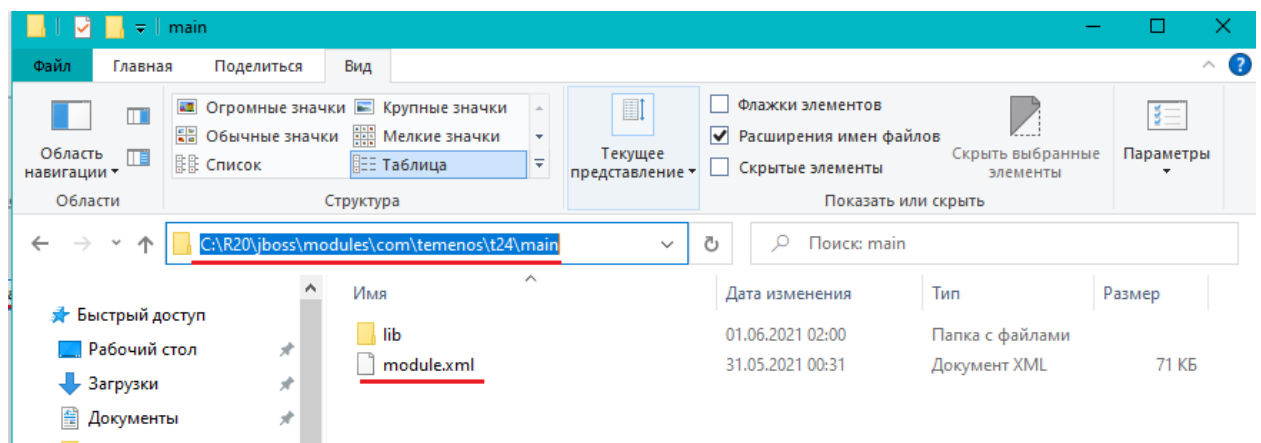 main
Файл Главная Поделиться Вид
Огромные значки Крупные значки
Обычные значки Мелкие значки
Список Таблица
Область навигации
Области
Структура
Текущее представление
Флажки элементов
Расширения имен файлов
Скрытые элементы
Скрыть выбранные элементы
Показать или скрыть
Параметры
C:\R20\jboss\modules\com\temenos\t24\main
Поиск: main
Имя Дата изменения Тип Размер
Быстрый доступ
Рабочий стол
Загрузки
Документы
lib 01.06.2021 02:00 Папка с файлами
module.xml 31.05.2021 00:31 Документ XML 71 КБ